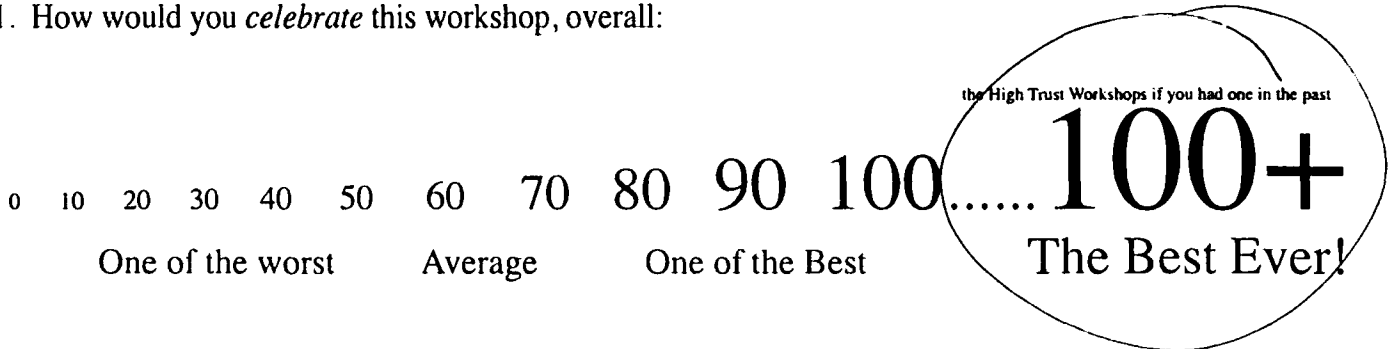 1. How would you celebrate this workshop, overall:
the High Trust Workshops if you had one in the past
0 10 20 30 40 50 60 70 80 90 100......100+
One of the worst Average One of the Best The Best Ever!